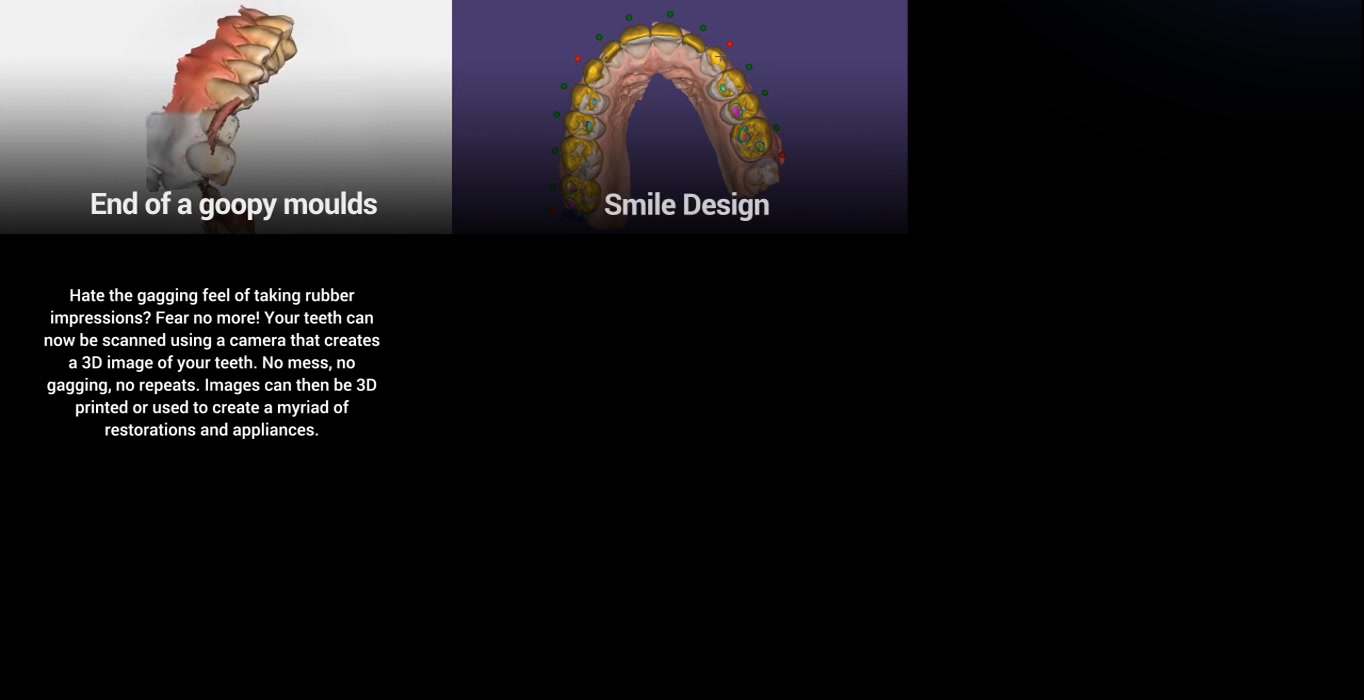 End of a goopy moulds
Smile Design
Hate the gagging feel of taking rubber
impressions? Fear no more! Your teeth can
now be scanned using a camera that creates
a 3D image of your teeth. No mess, no
gagging, no repeats. Images can then be 3D
printed or used to create a myriad of
restorations and appliances.